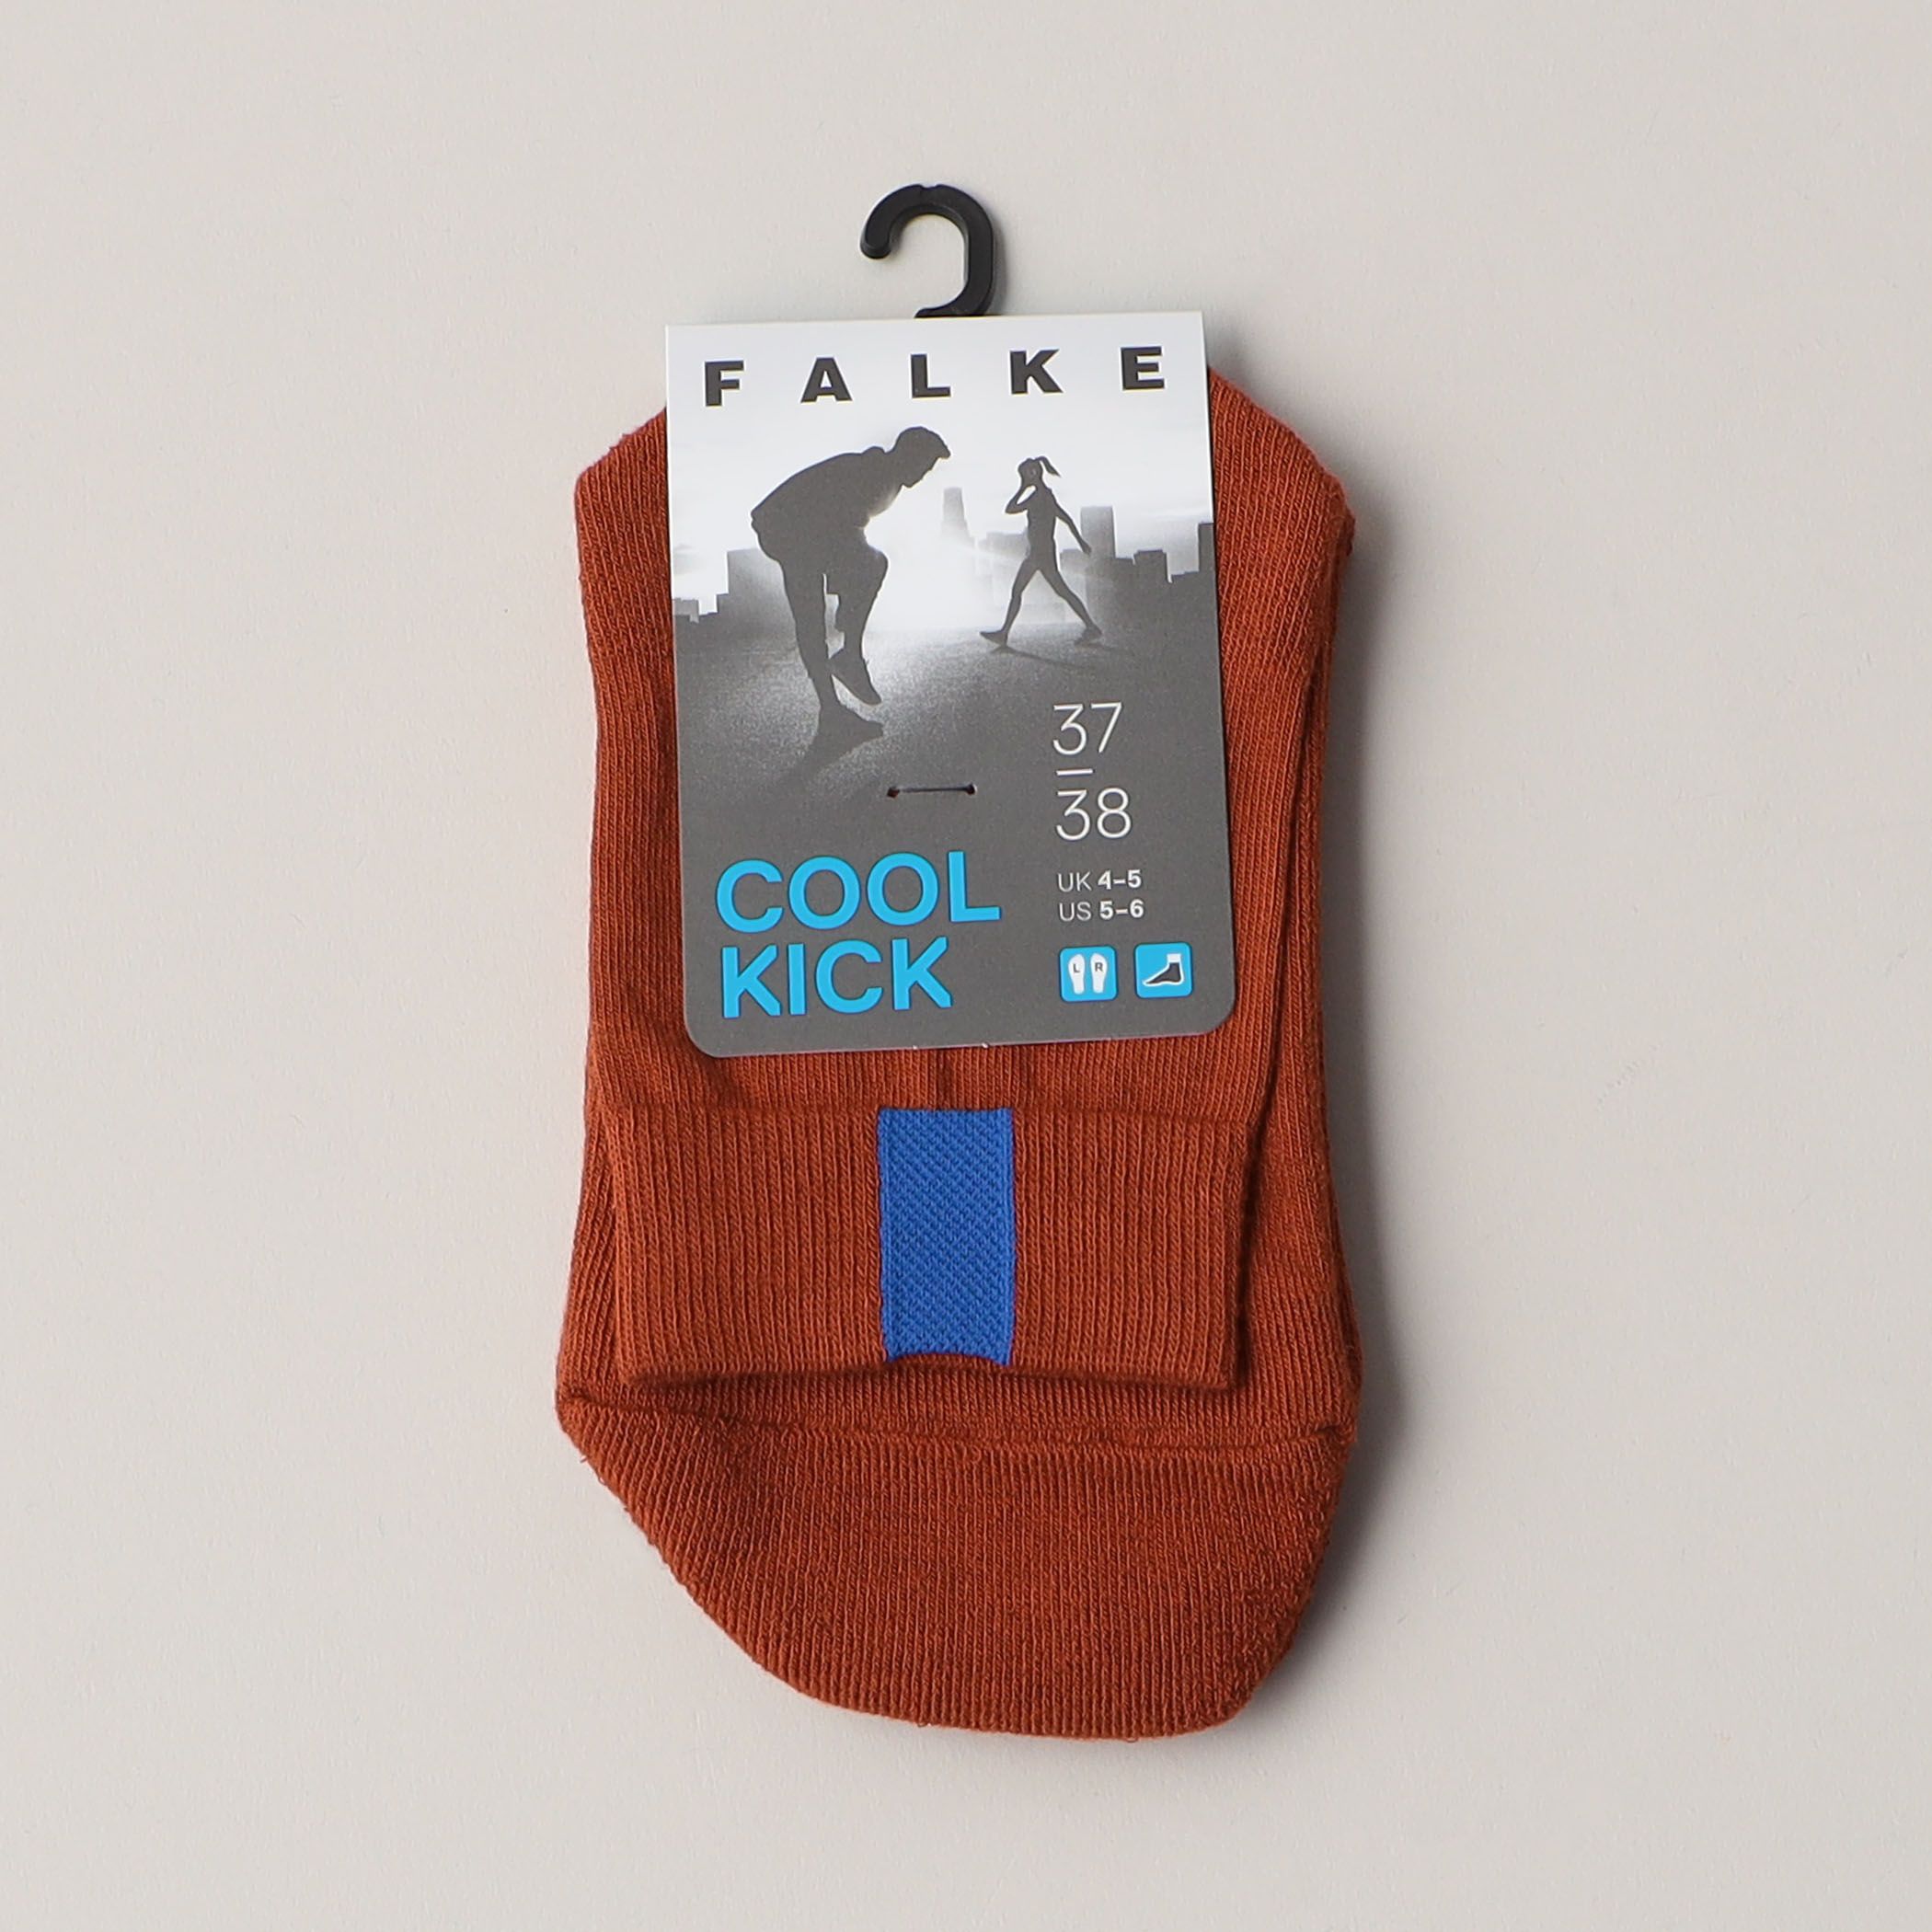 FALKE
37
–
38
UK 4–5
US 5–6
COOL
KICK
L R